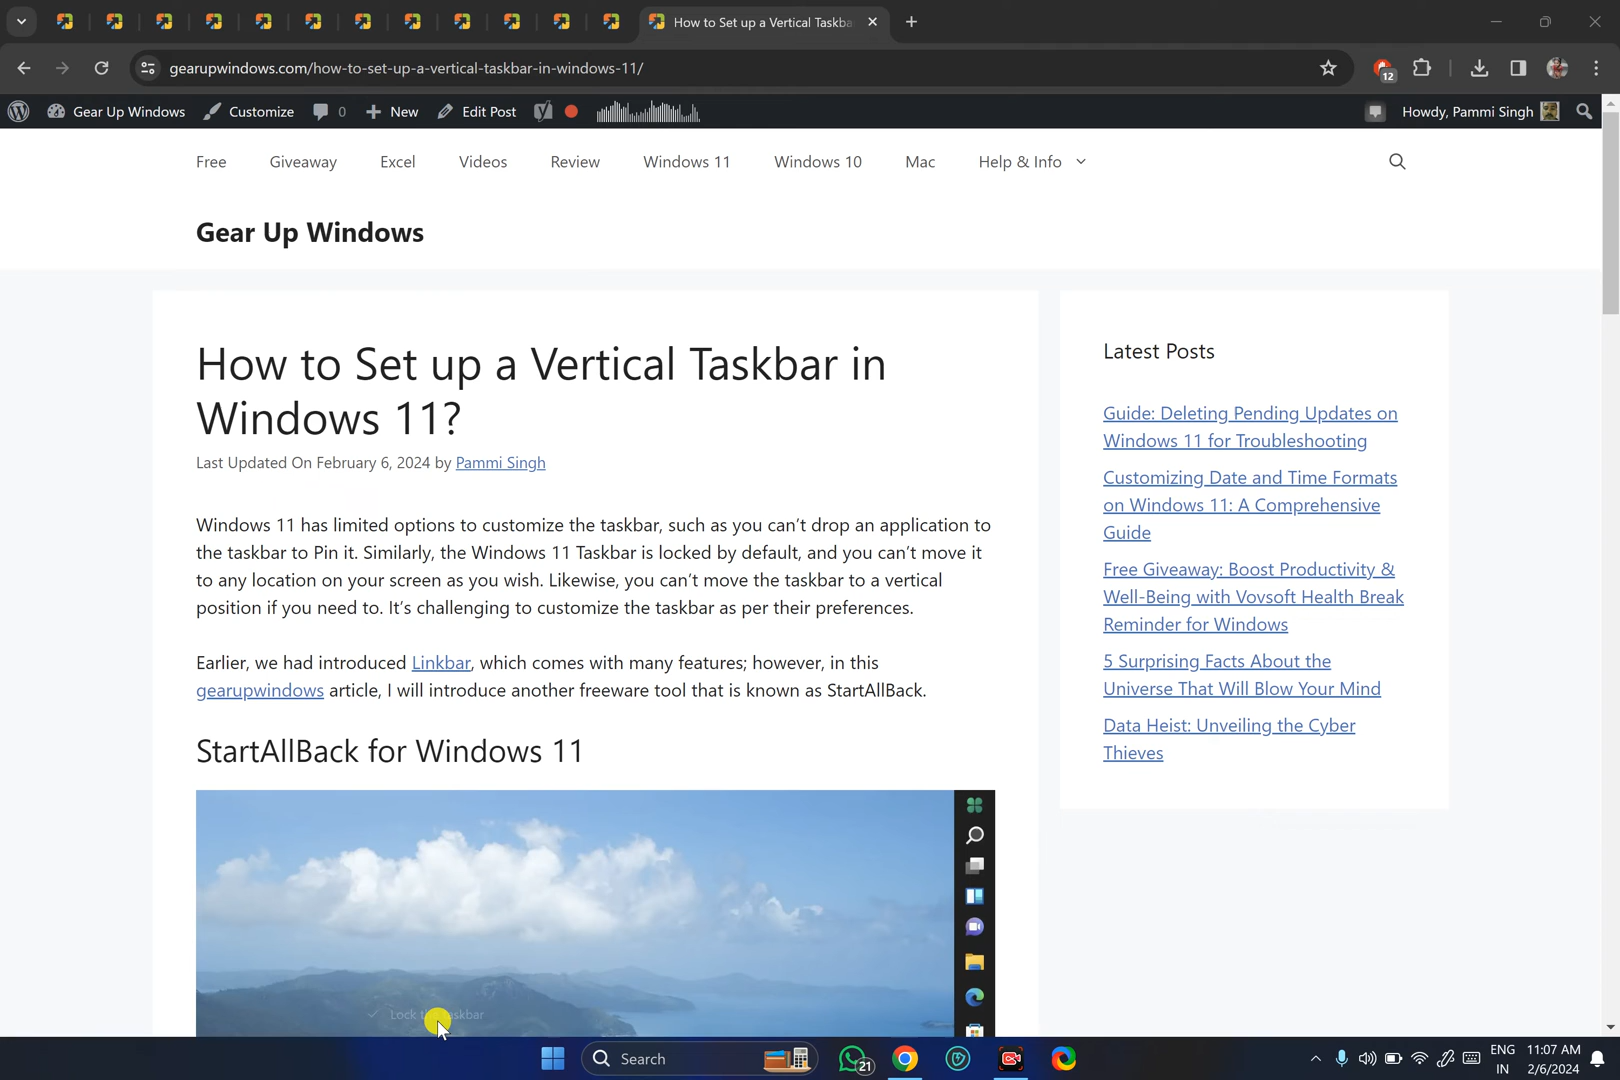 How to Set up a Vertical Taskba
gearupwindows.com/how-to-set-up-a-vertical-taskbar-in-windows-11/
12
Gear Up Windows
Customize
0
New
Edit Post
Howdy, Pammi Singh
Free
Giveaway
Excel
Videos
Review
Windows 11
Windows 10
Mac
Help & Info
Gear Up Windows
How to Set up a Vertical Taskbar in
Windows 11?
Last Updated On February 6, 2024 by Pammi Singh
Windows 11 has limited options to customize the taskbar, such as you can't drop an application to
the taskbar to Pin it. Similarly, the Windows 11 Taskbar is locked by default, and you can't move it
to any location on your screen as you wish. Likewise, you can't move the taskbar to a vertical
position if you need to. It's challenging to customize the taskbar as per their preferences.
Earlier, we had introduced Linkbar, which comes with many features; however, in this
gearupwindows article, I will introduce another freeware tool that is known as StartAllBack.
StartAllBack for Windows 11
Lock the taskbar
Latest Posts
Guide: Deleting Pending Updates on
Windows 11 for Troubleshooting
Customizing Date and Time Formats
on Windows 11: A Comprehensive
Guide
Free Giveaway: Boost Productivity &
Well-Being with Vovsoft Health Break
Reminder for Windows
5 Surprising Facts About the
Universe That Will Blow Your Mind
Data Heist: Unveiling the Cyber
Thieves
Search
21
ENG
IN
11:07 AM
2/6/2024